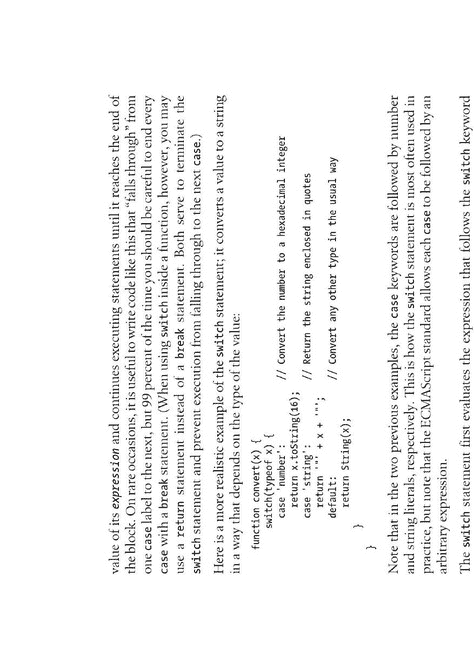 value of its expression and continues executing statements until it reaches the end of
the block. On rare occasions, it is useful to write code like this that “falls through” from
one case label to the next, but 99 percent of the time you should be careful to end every
case with a break statement. (When using switch inside a function, however, you may
use a return statement instead of a break statement. Both serve to terminate the
switch statement and prevent execution from falling through to the next case.)
Here is a more realistic example of the switch statement; it converts a value to a string
in a way that depends on the type of the value:
function convert(x) {
switch(typeof x) {
case 'number': // Convert the number to a hexadecimal integer
return x.toString(16);
case 'string': // Return the string enclosed in quotes
return '"' + x + '"';
default: // Convert any other type in the usual way
return String(x);
}
}
Note that in the two previous examples, the case keywords are followed by number
and string literals, respectively. This is how the switch statement is most often used in
practice, but note that the ECMAScript standard allows each case to be followed by an
arbitrary expression.
The switch statement first evaluates the expression that follows the switch keyword